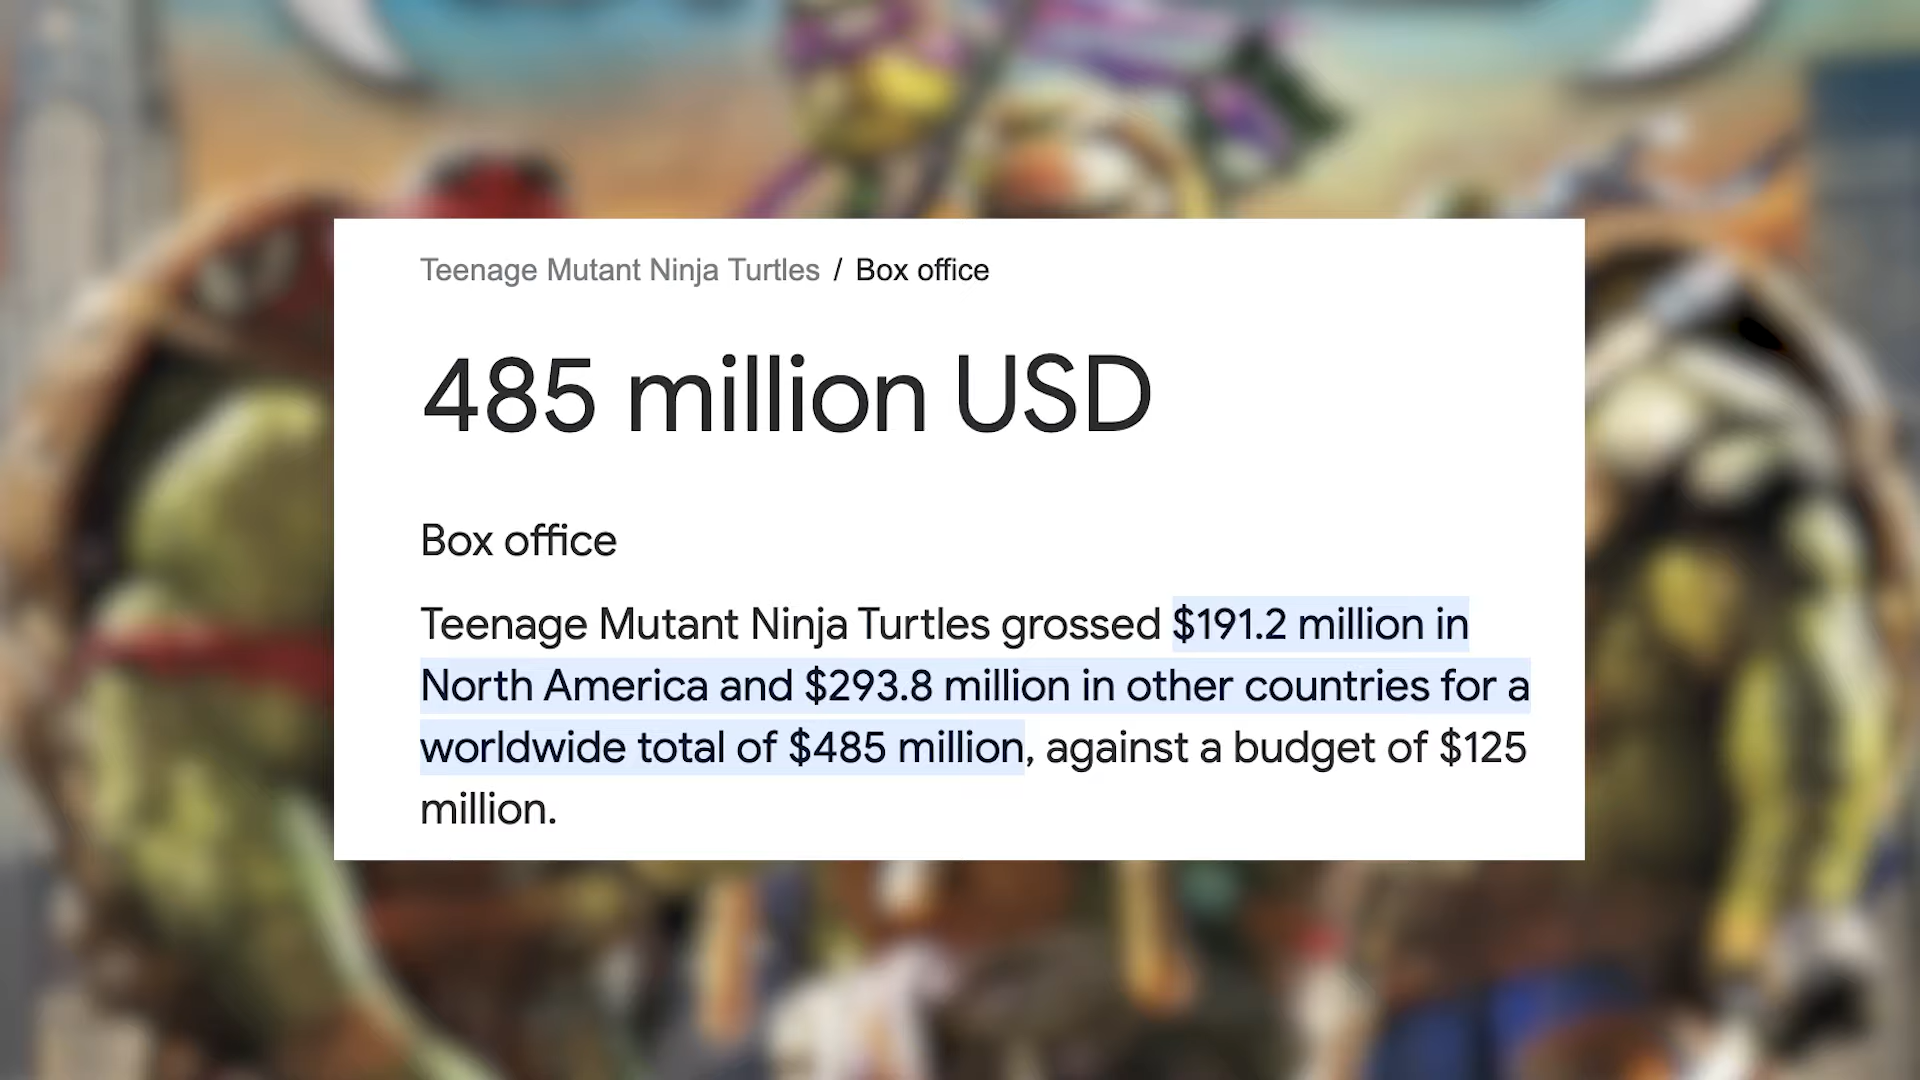 Teenage Mutant Ninja Turtles / Box office
485 million USD
Box office
Teenage Mutant Ninja Turtles grossed $191.2 million in
North America and $293.8 million in other countries for a
worldwide total of $485 million, against a budget of $125
million.